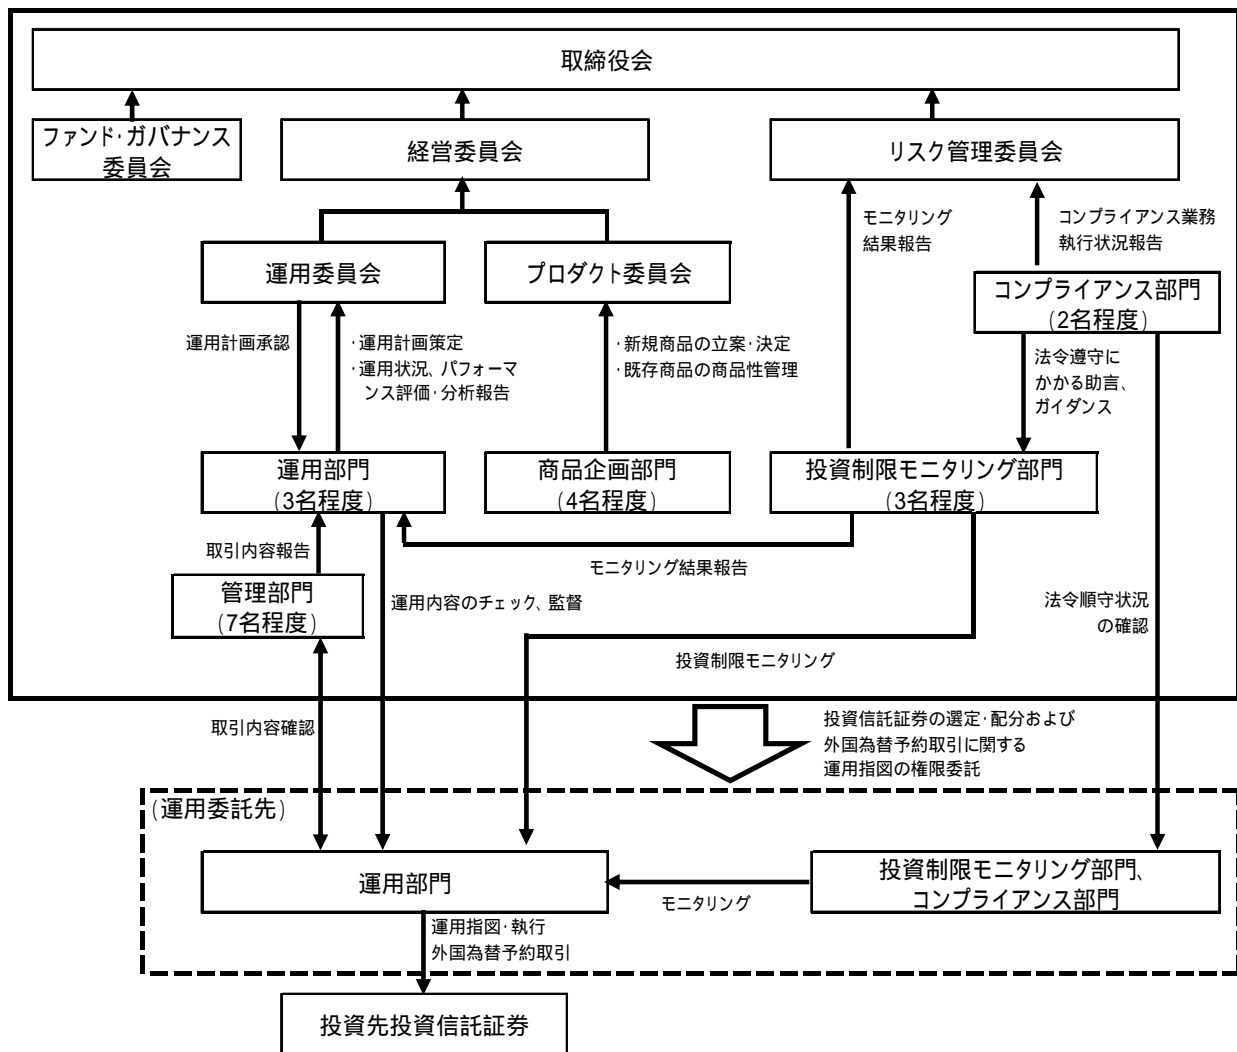 取締役会
ファンド・ガバナンス
委員会
経営委員会
リスク管理委員会
モニタリング
結果報告
コンプライアンス業務
執行状況報告
運用委員会
プロダクト委員会
コンプライアンス部門
(2名程度)
運用計画承認
・運用計画策定
・運用状況、パフォーマ
ンス評価・分析報告
・新規商品の立案・決定
・既存商品の商品性管理
法令遵守に
かかる助言、
ガイダンス
運用部門
(3名程度)
商品企画部門
(4名程度)
投資制限モニタリング部門
(3名程度)
取引内容報告
モニタリング結果報告
管理部門
(7名程度)
運用内容のチェック、監督
法令順守状況
の確認
投資制限モニタリング
取引内容確認
投資信託証券の選定・配分および
外国為替予約取引に関する
運用指図の権限委託
(運用委託先)
運用部門
モニタリング
投資制限モニタリング部門、
コンプライアンス部門
運用指図・執行
外国為替予約取引
投資先投資信託証券